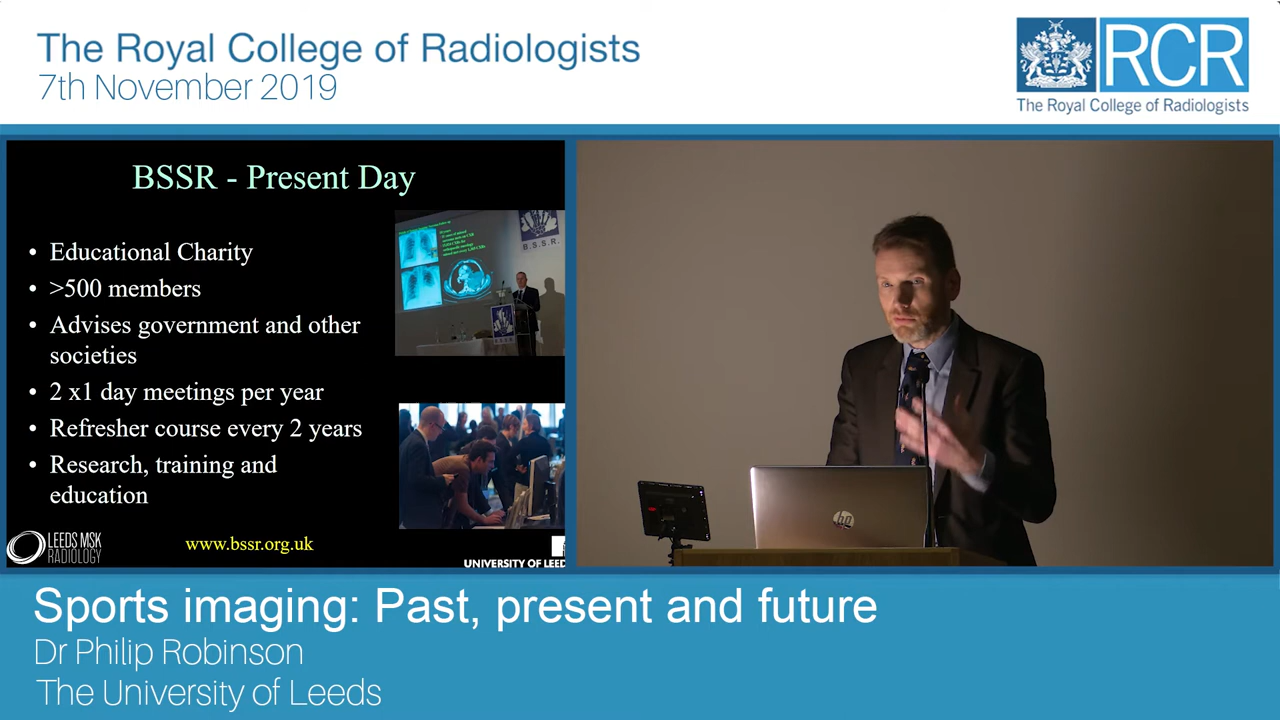 The Royal College of Radiologists
7th November 2019
RCR
The Royal College of Radiologists
BSSR - Present Day
• Educational Charity
• >500 members
• Advises government and other
societies
• 2 x1 day meetings per year
• Refresher course every 2 years
• Research, training and
education
B.S.S.R.
BSSR
LEEDS MSK
RADIOLOGY
www.bssr.org.uk
UNIVERSITY OF LEED
hp
Sports imaging: Past, present and future
Dr Philip Robinson
The University of Leeds